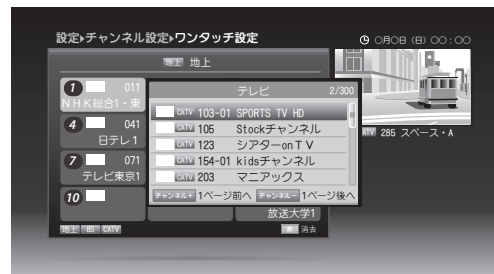 設定▶チャンネル設定▶ワンタッチ設定
○月○日 (日) ○○:○○
地上 地上
1 011
NHK総合1・東
4 041
日テレ1
7 071
テレビ東京1
10
放送大学1
テレビ 2/300
CATV 103-01 SPORTS TV HD
CATV 105 Stockチャンネル
CATV 123 シアターonTV
CATV 154-01 kidsチャンネル
CATV 203 マニアックス
チャンネル+ 1ページ前へ チャンネル- 1ページ後へ
CATV 285 スペース・A
地上 BS CATV
消去